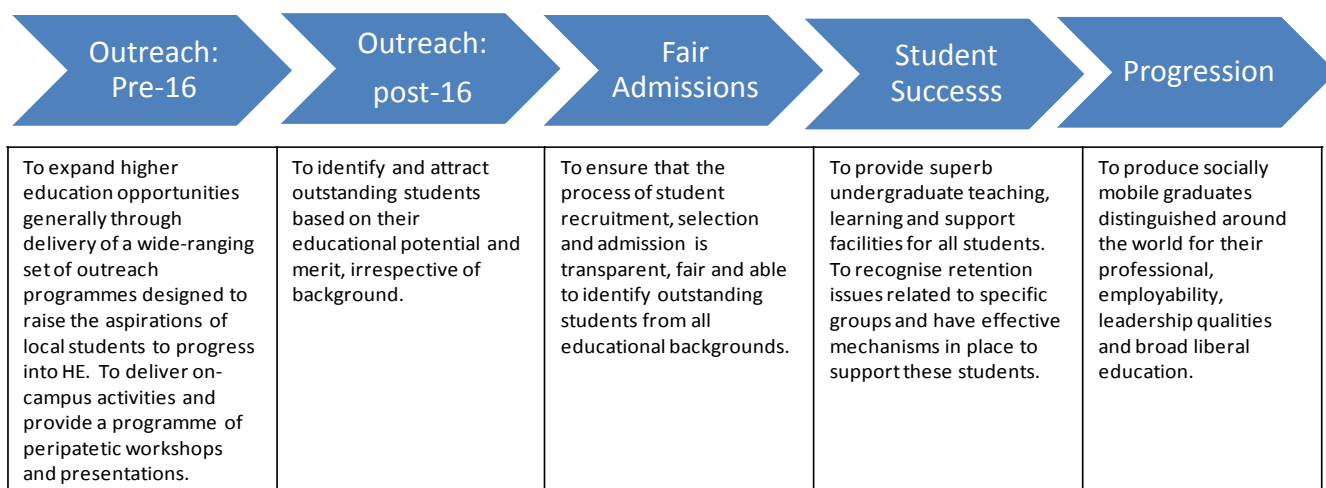 Outreach:
Pre-16
Outreach:
post-16
Fair
Admissions
Student
Successs
Progression
To expand higher
education opportunities
generally through
delivery of a wide-ranging
set of outreach
programmes designed to
raise the aspirations of
local students to progress
into HE.  To deliver on-
campus activities and
provide a programme of
peripatetic workshops
and presentations.
To identify and attract
outstanding students
based on their
educational potential and
merit, irrespective of
background.
To ensure that the
process of student
recruitment, selection
and admission is
transparent, fair and able
to identify outstanding
students from all
educational backgrounds.
To provide superb
undergraduate teaching,
learning and support
facilities for all students.
To recognise retention
issues related to specific
groups and have effective
mechanisms in place to
support these students.
To produce socially
mobile graduates
distinguished around
the world for their
professional,
employability,
leadership qualities
and broad liberal
education.